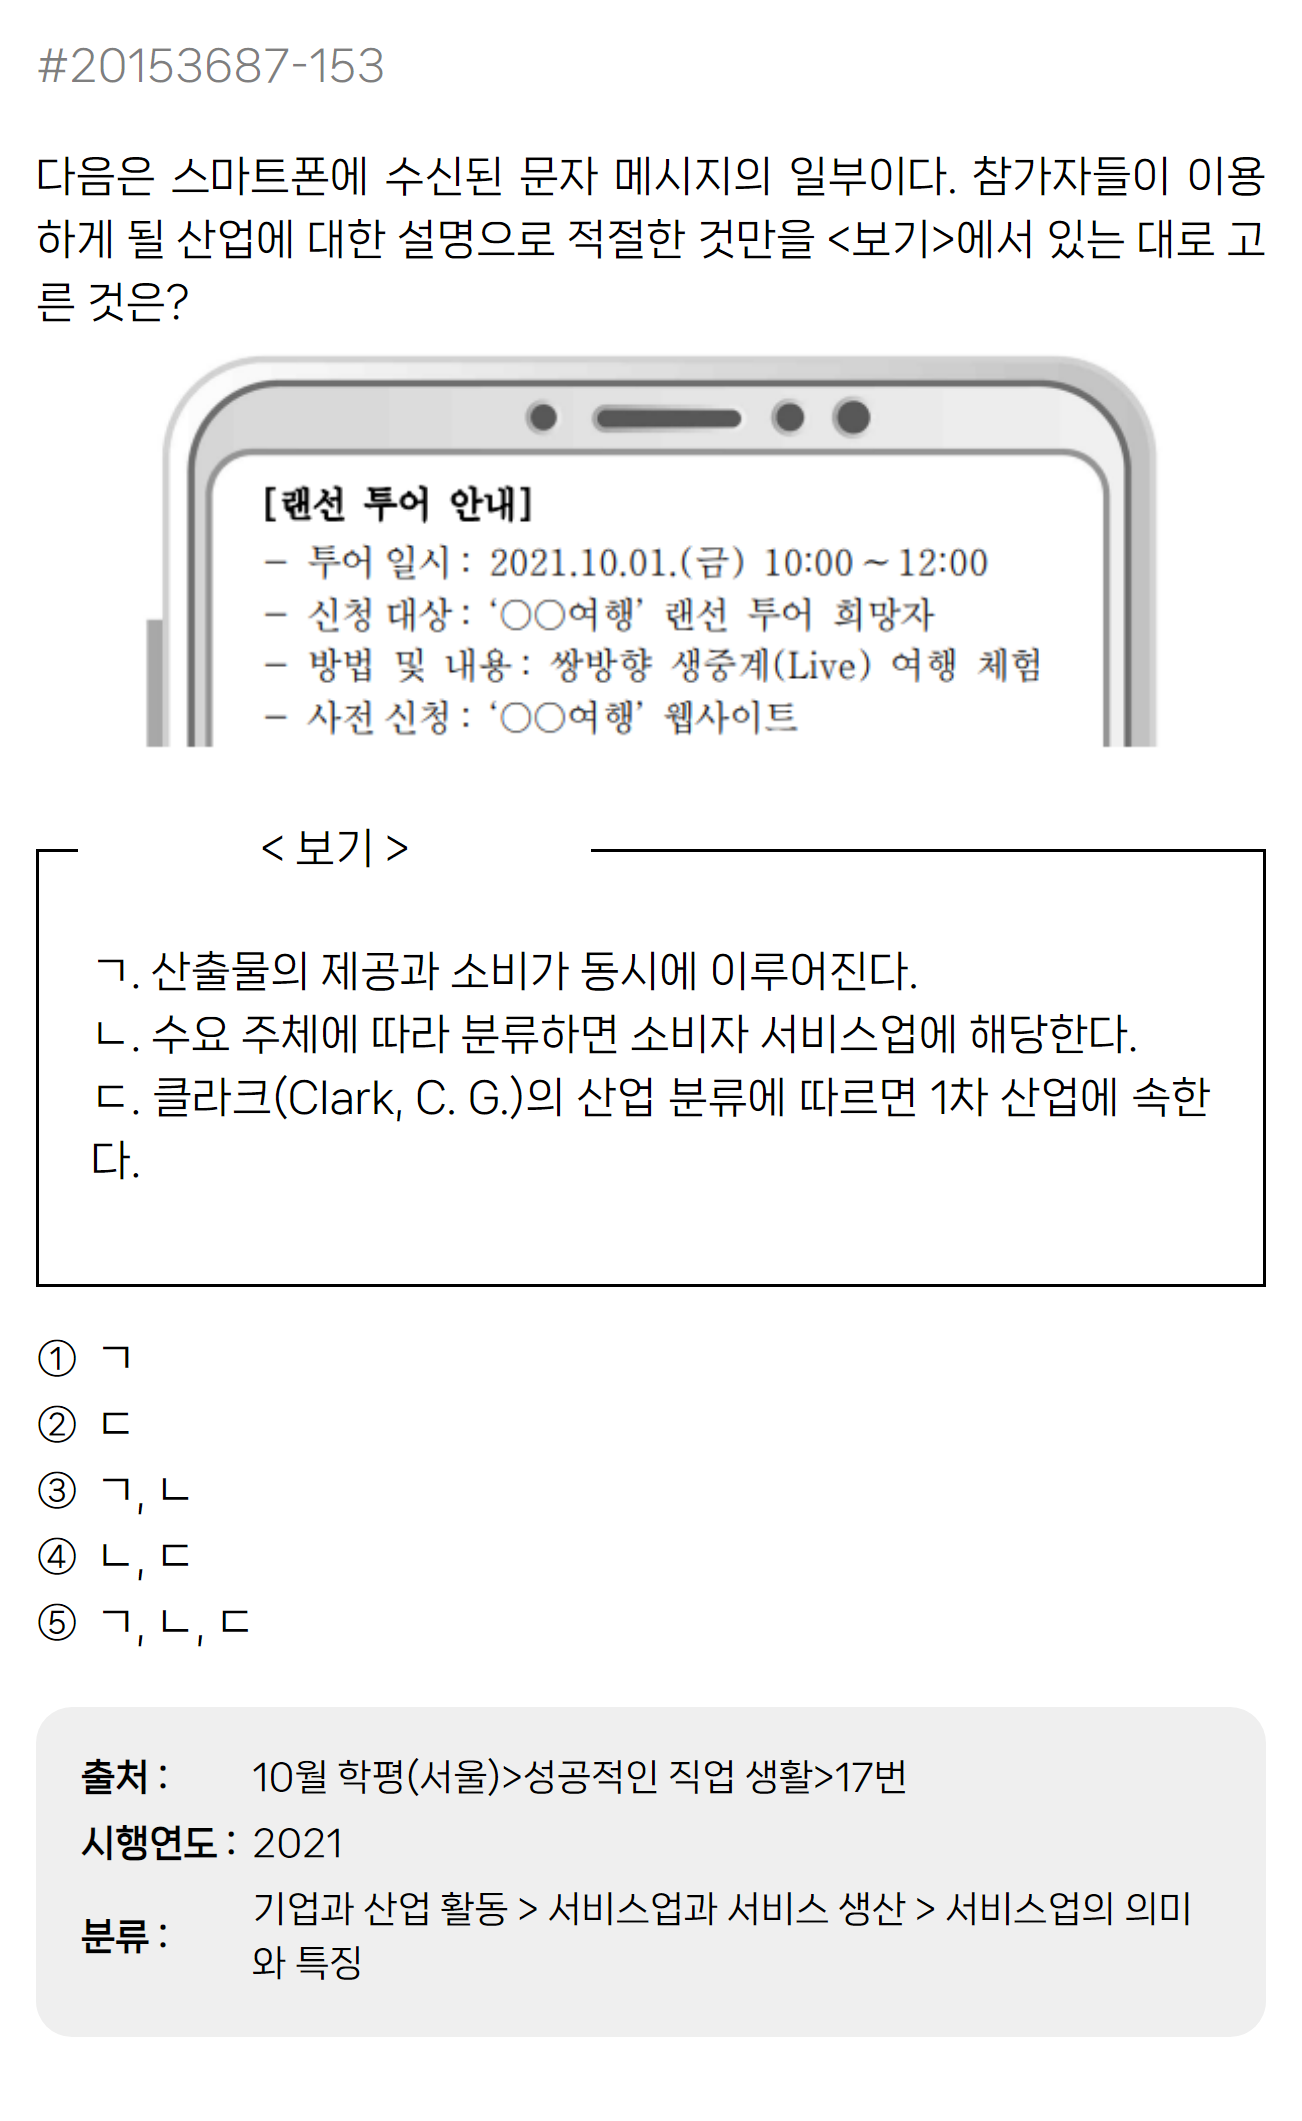 #20153687-153
다음은 스마트폰에 수신된 문자 메시지의 일부이다. 참가자들이 이용
하게 될 산업에 대한 설명으로 적절한 것만을 <보기>에서 있는 대로 고
른 것은?
[랜선 투어 안내]
- 투어 일시 : 2021.10.01.(금) 10:00 ~ 12:00
- 신청 대상 : ‘○○여행’ 랜선 투어 희망자
- 방법 및 내용 : 쌍방향 생중계(Live) 여행 체험
- 사전 신청 : ‘○○여행’ 웹사이트
< 보기 >
ㄱ. 산출물의 제공과 소비가 동시에 이루어진다.
ㄴ. 수요 주체에 따라 분류하면 소비자 서비스업에 해당한다.
ㄷ. 클라크(Clark, C. G.)의 산업 분류에 따르면 1차 산업에 속한
다.
① ㄱ
② ㄷ
③ ㄱ, ㄴ
④ ㄴ, ㄷ
⑤ ㄱ, ㄴ, ㄷ
출처 : 10월 학평(서울)>성공적인 직업 생활>17번
시행연도 : 2021
분류 : 기업과 산업 활동 > 서비스업과 서비스 생산 > 서비스업의 의미
와 특징